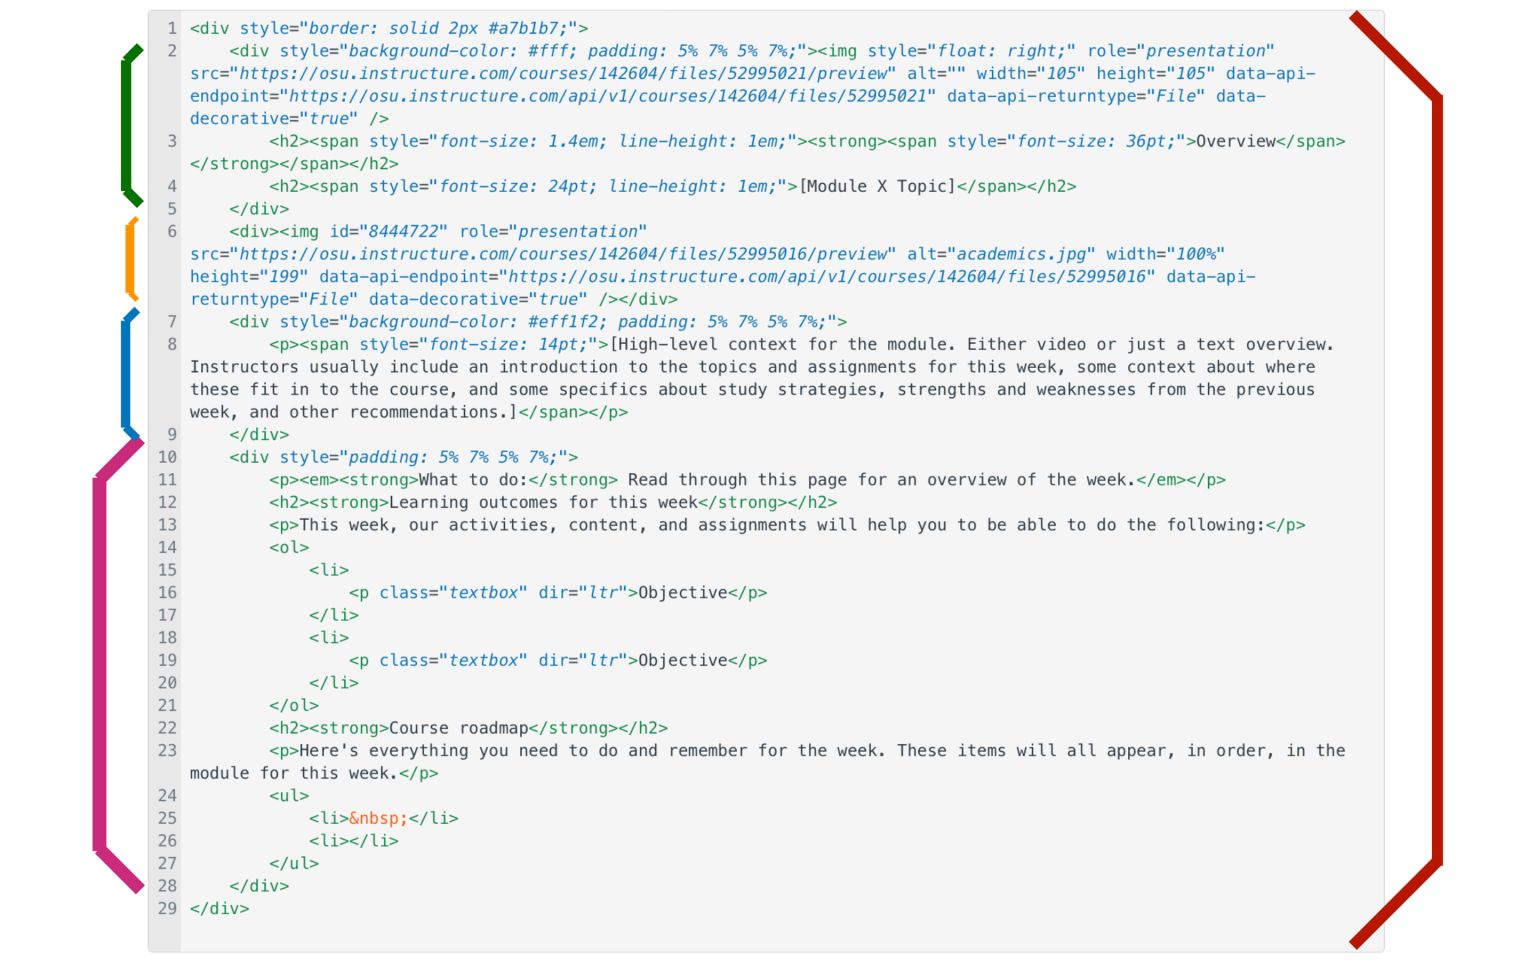 1 <div style="border: solid 2px #a7b1b7;">
2 <div style="background-color: #fff; padding: 5% 7% 5% 7%;"><img style="float: right;" role="presentation"
src="https://osu.instructure.com/courses/142604/files/52995021/preview" alt="" width="105" height="105" data-api-
endpoint="https://osu.instructure.com/api/v1/courses/142604/files/52995021" data-api-returntype="File" data-
decorative="true" />
3 <h2><span style="font-size: 1.4em; line-height: 1em;"><strong><span style="font-size: 36pt;">Overview</span>
</strong></span></h2>
4 <h2><span style="font-size: 24pt; line-height: 1em;">[Module X Topic]</span></h2>
5 </div>
6 <div><img id="8444722" role="presentation"
src="https://osu.instructure.com/courses/142604/files/52995016/preview" alt="academics.jpg" width="100%"
height="199" data-api-endpoint="https://osu.instructure.com/api/v1/courses/142604/files/52995016" data-api-
returntype="File" data-decorative="true" /></div>
7 <div style="background-color: #eff1f2; padding: 5% 7% 5% 7%;">
8 <p><span style="font-size: 14pt;">[High-level context for the module. Either video or just a text overview.
Instructors usually include an introduction to the topics and assignments for this week, some context about where
these fit in to the course, and some specifics about study strategies, strengths and weaknesses from the previous
week, and other recommendations.]</span></p>
9 </div>
10 <div style="padding: 5% 7% 5% 7%;">
11 <p><em><strong>What to do:</strong> Read through this page for an overview of the week.</em></p>
12 <h2><strong>Learning outcomes for this week</strong></h2>
13 <p>This week, our activities, content, and assignments will help you to be able to do the following:</p>
14 <ol>
15 <li>
16 <p class="textbox" dir="ltr">Objective</p>
17 </li>
18 <li>
19 <p class="textbox" dir="ltr">Objective</p>
20 </li>
21 </ol>
22 <h2><strong>Course roadmap</strong></h2>
23 <p>Here's everything you need to do and remember for the week. These items will all appear, in order, in the
module for this week.</p>
24 <ul>
25 <li>&nbsp;</li>
26 <li></li>
27 </ul>
28 </div>
29 </div>